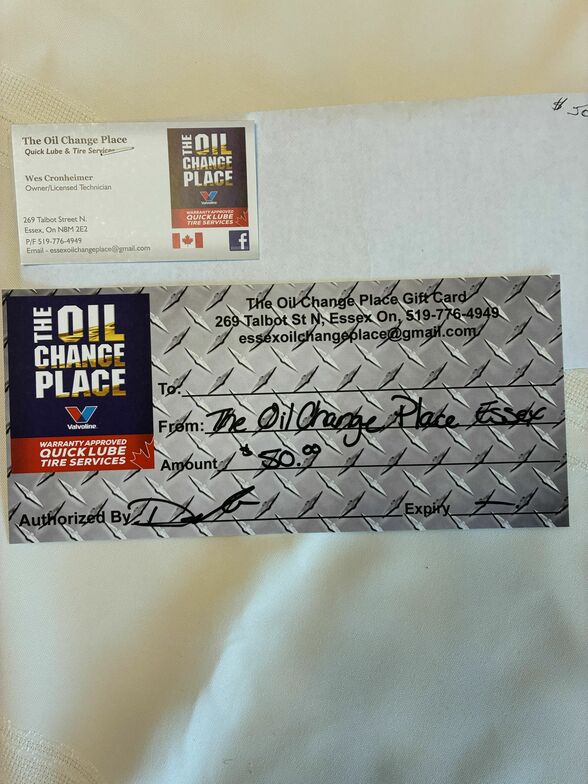 $
The Oil Change Place
Quick Lube & Tire Services
Wes Cronheimer
Owner/Licensed Technician
269 Talbot Street N.
Essex, On N8M 2E2
P/F 519-776-4949
Email - essexoilchangeplace@gmail.com
THE OIL
CHANGE
PLACE
Valvoline
WARRANTY APPROVED
QUICK LUBE
TIRE SERVICES
f
THE OIL
CHANGE
PLACE
Valvoline
WARRANTY APPROVED
QUICK LUBE
TIRE SERVICES
The Oil Change Place Gift Card
269 Talbot St N, Essex On, 519-776-4949
essexoilchangeplace@gmail.com
To:
From: The Oil Change Place Essex
Amount $ 50.00
Authorized By
Expiry —